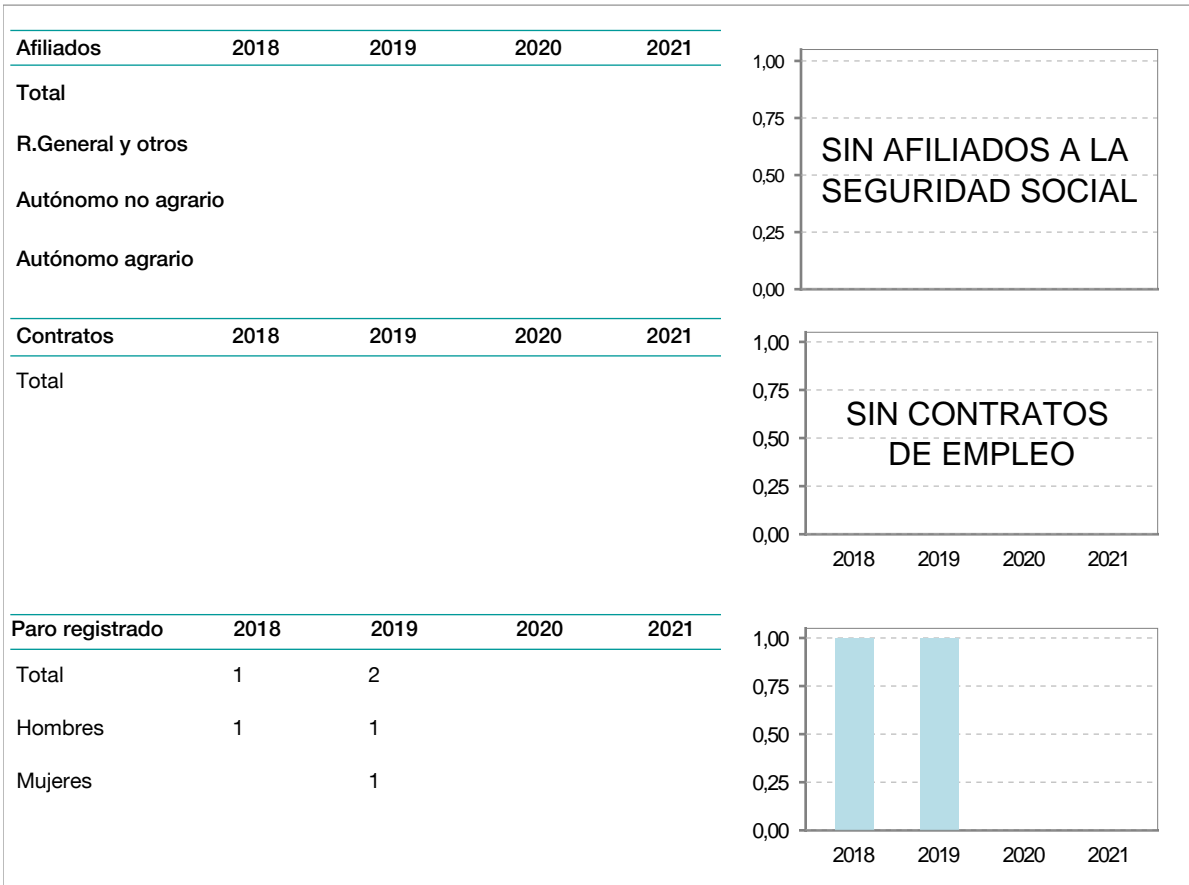 Afiliados 2018 2019 2020 2021
Total
R.General y otros
Autónomo no agrario
Autónomo agrario
1,00
0,75
0,50
0,25
0,00
SIN AFILIADOS A LA
SEGURIDAD SOCIAL
Contratos 2018 2019 2020 2021
Total
1,00
0,75
0,50
0,25
0,00
SIN CONTRATOS
DE EMPLEO
2018 2019 2020 2021
Paro registrado 2018 2019 2020 2021
Total 1 2
Hombres 1 1
Mujeres 1
1,00
0,75
0,50
0,25
0,00
2018 2019 2020 2021